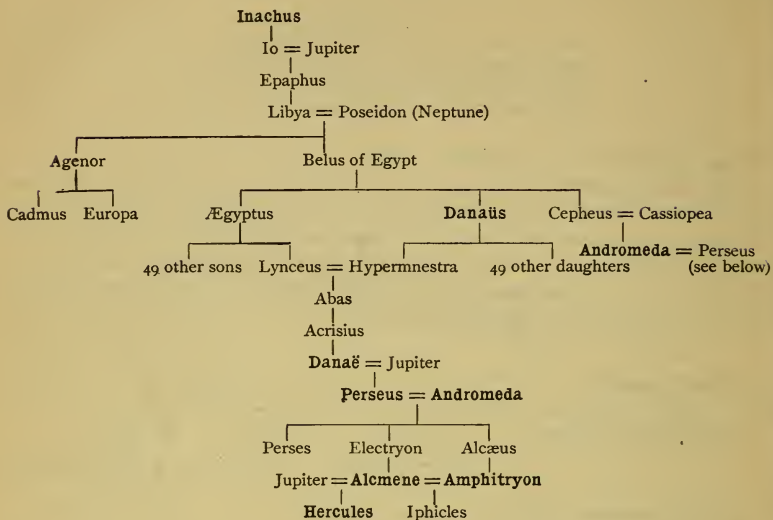 Inachus
Io = Jupiter
Epaphus
Libya = Poseidon (Neptune)
Agenor Belus of Egypt
Cadmus Europa Ægyptus Danaüs Cepheus = Cassiopea
Andromeda = Perseus
49 other sons Lynceus = Hypermnestra 49 other daughters (see below)
Abas
Acrisius
Danaë = Jupiter
Perseus = Andromeda
Perses Electryon Alcæus
Jupiter = Alcmene = Amphitryon
Hercules Iphicles